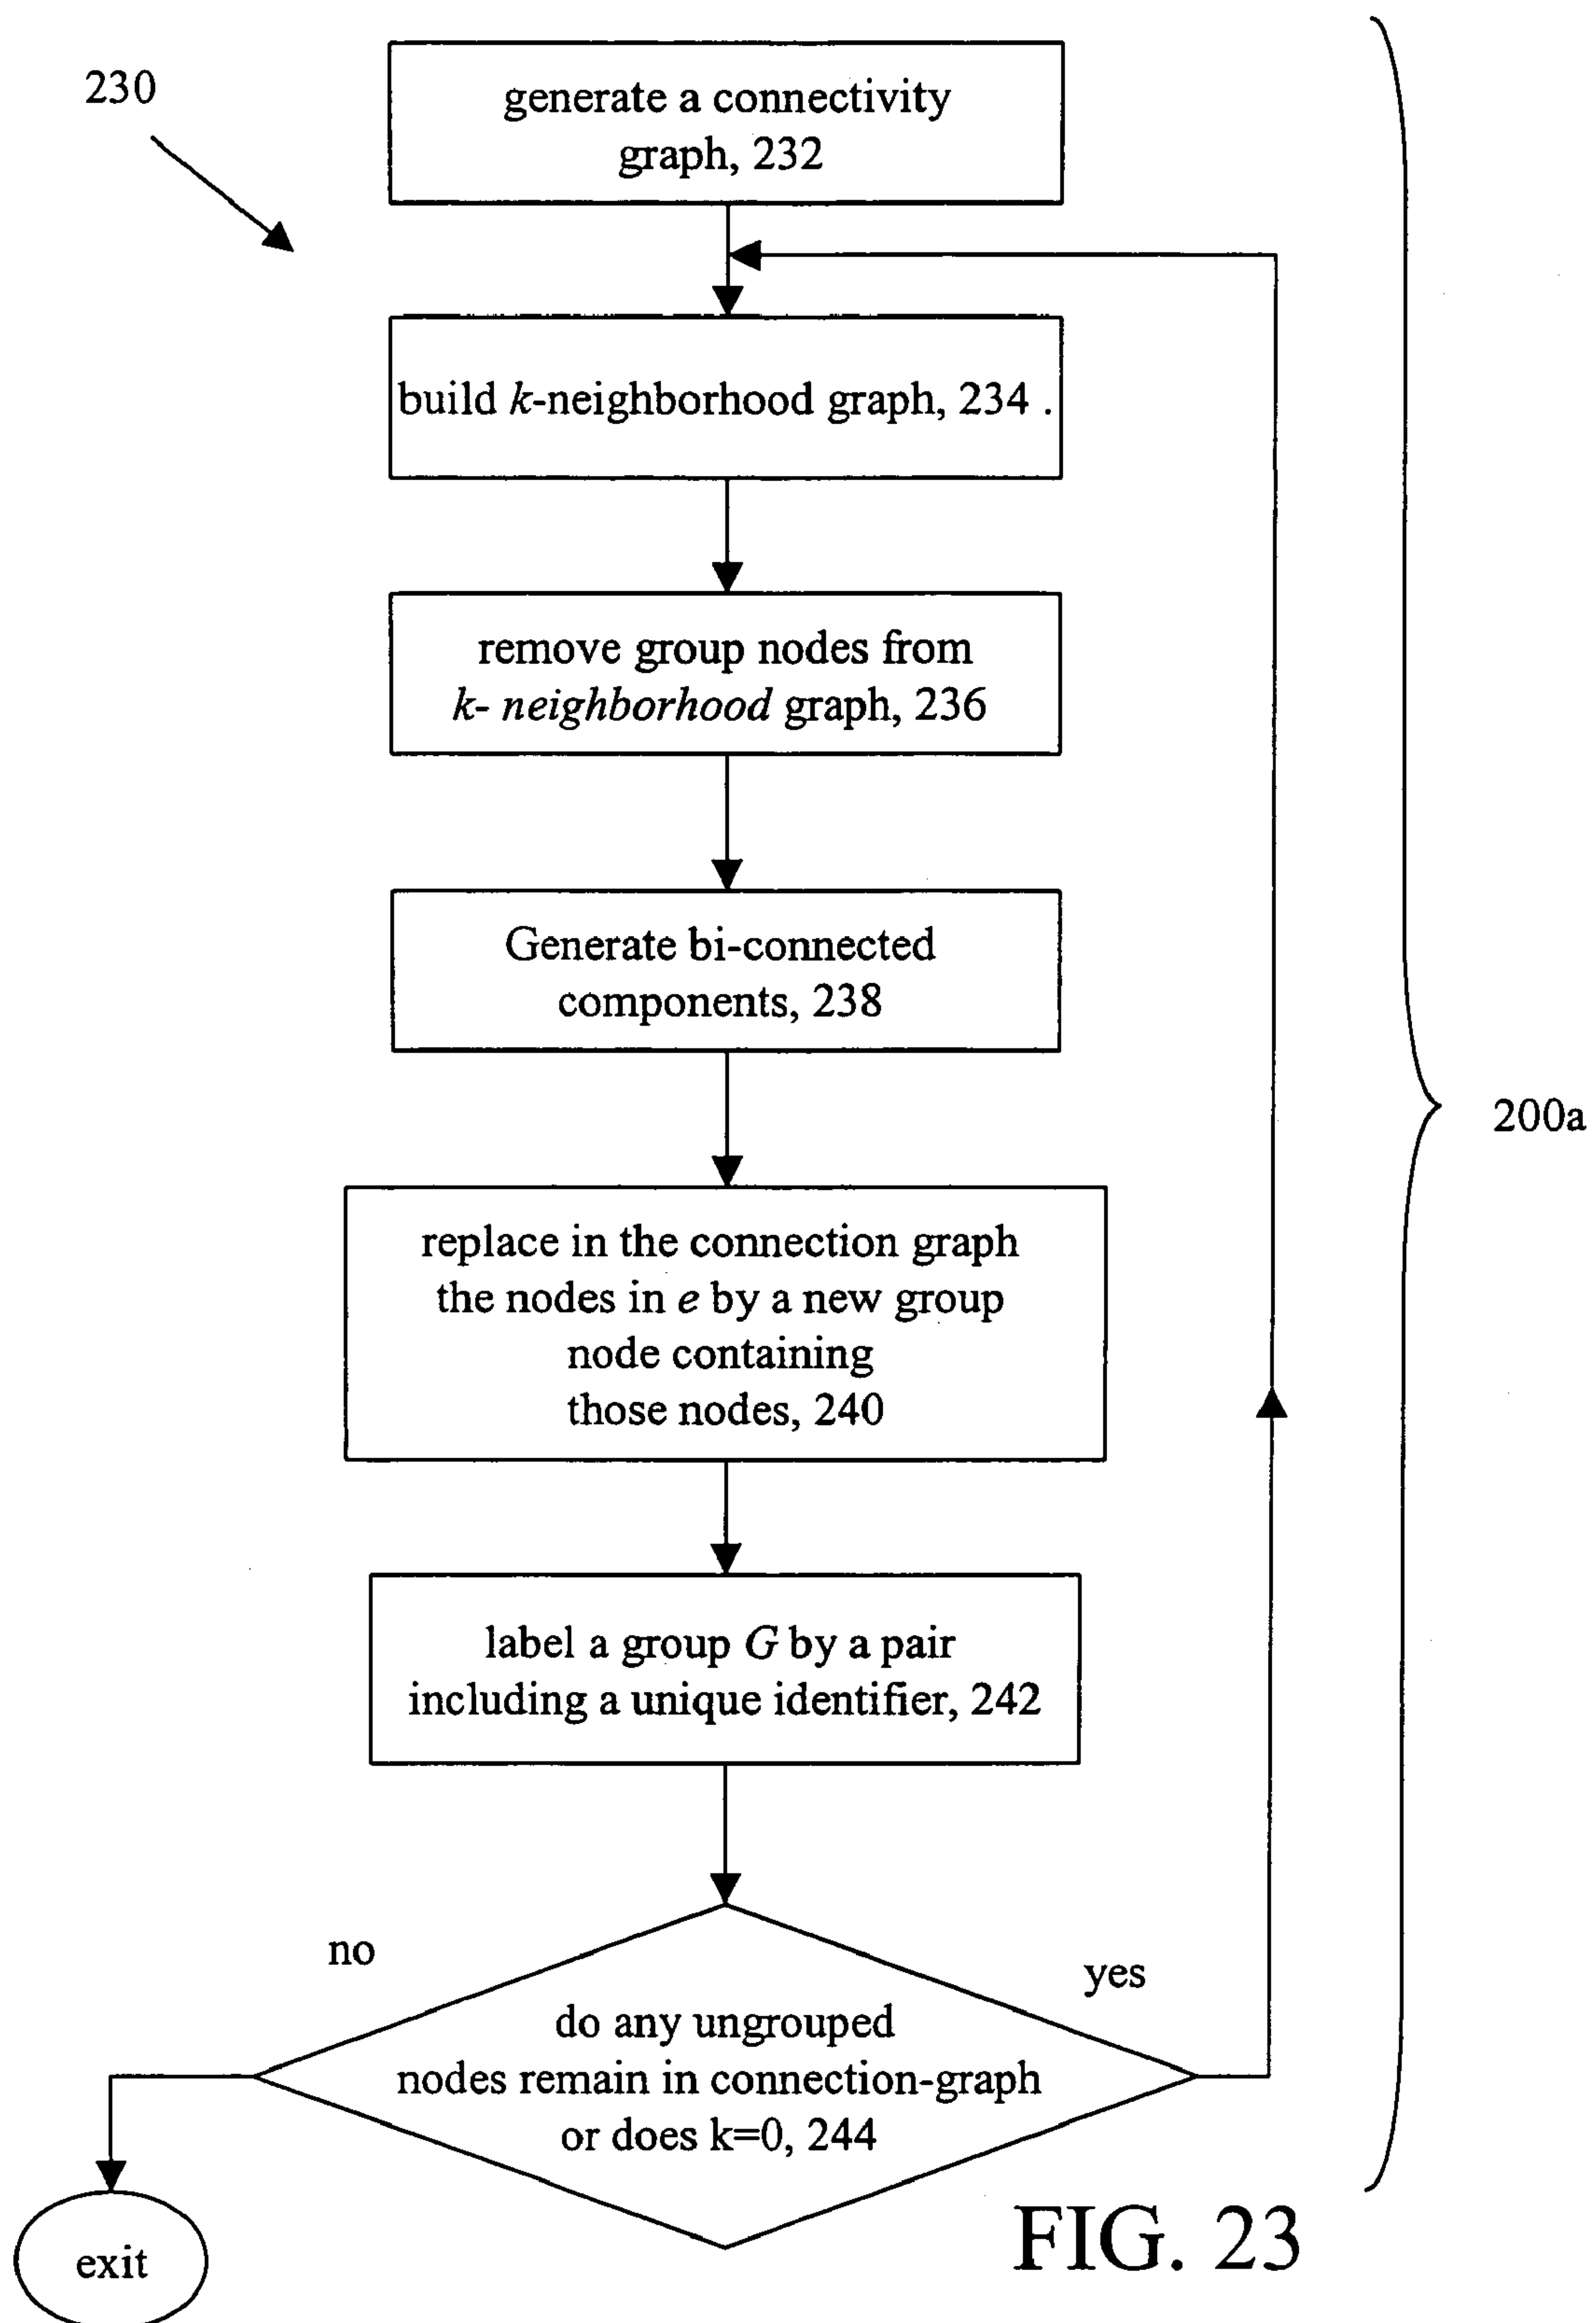 230
generate a connectivity
graph, 232
build k-neighborhood graph, 234 .
remove group nodes from
k- neighborhood graph, 236
Generate bi-connected
components, 238
200a
replace in the connection graph
the nodes in e by a new group
node containing
those nodes, 240
label a group G by a pair
including a unique identifier, 242
no
yes
do any ungrouped
nodes remain in connection-graph
or does k=0, 244
exit
FIG. 23